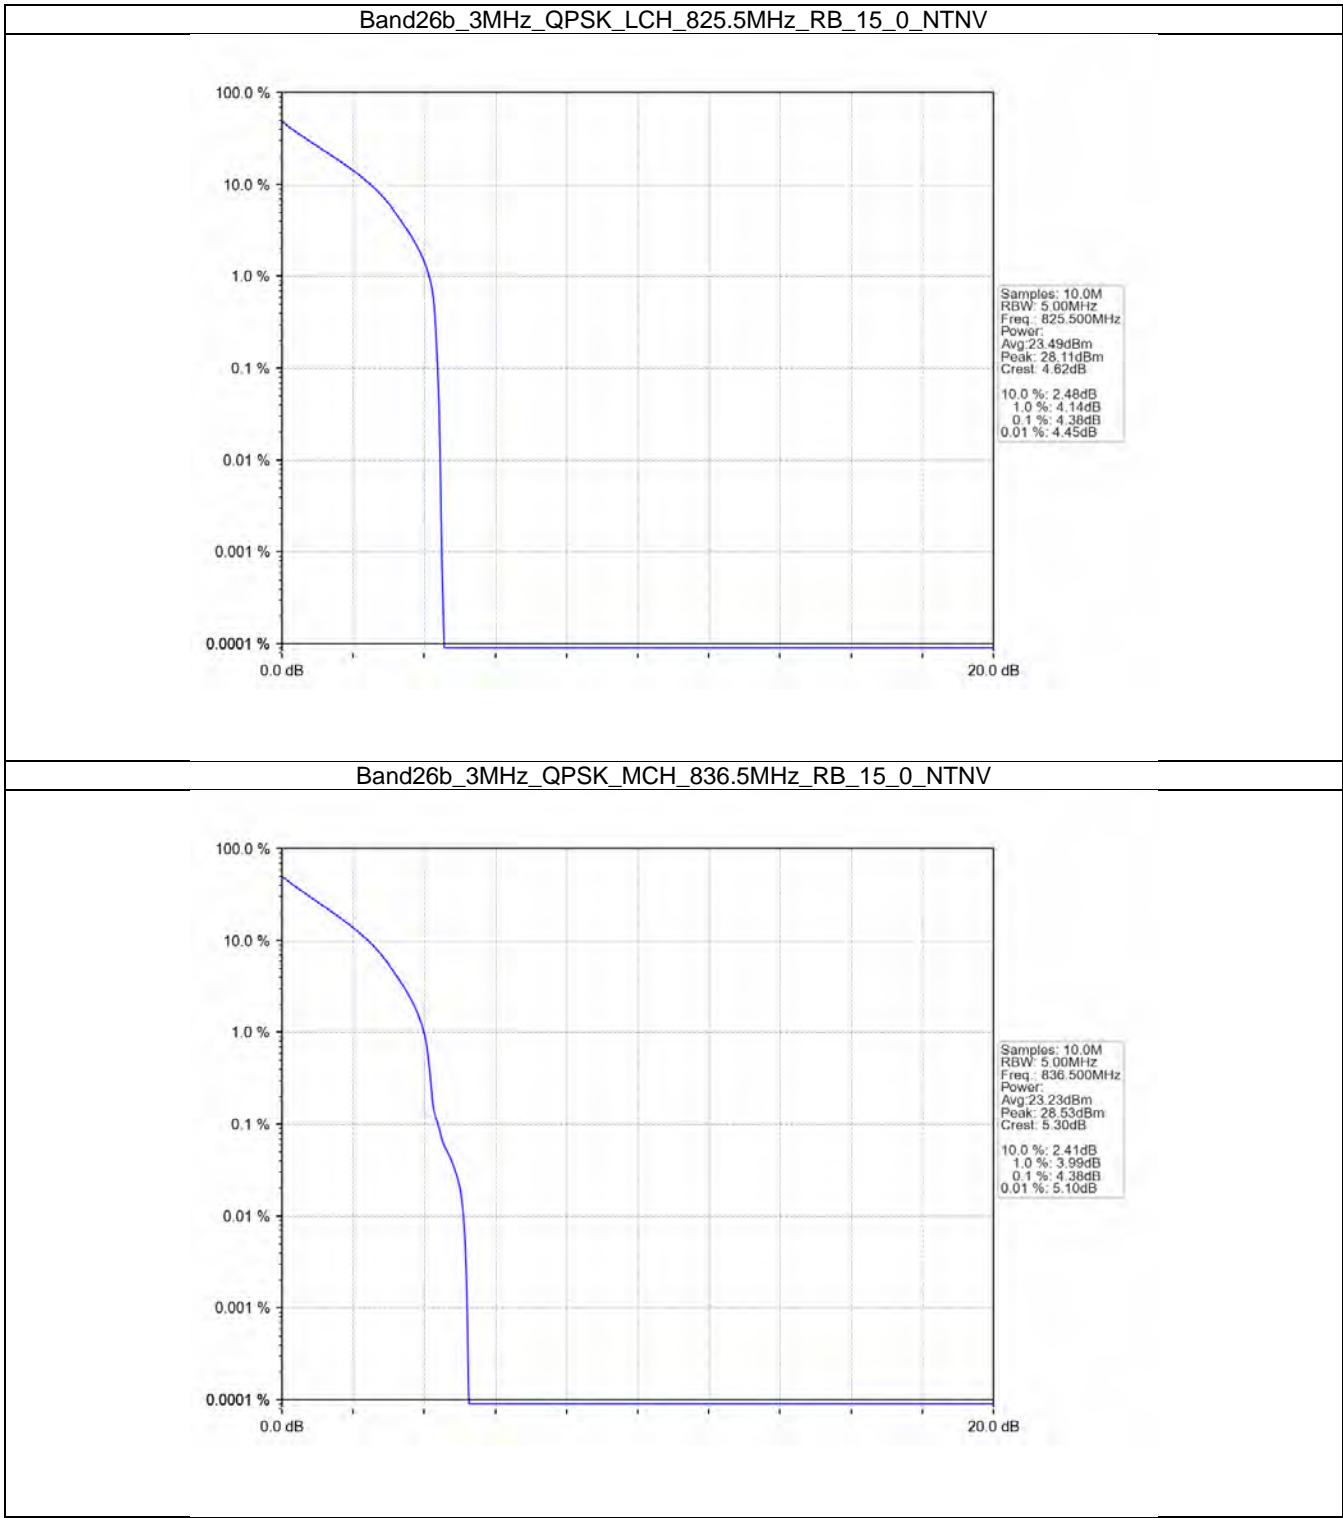 Band26b_3MHz_QPSK_LCH_825.5MHz_RB_15_0_NTNV
100.0 %
10.0 %
1.0 %
0.1 %
0.01 %
0.001 %
0.0001 %
0.0 dB
20.0 dB
Samples: 10.0M
RBW: 5.00MHz
Freq.: 825.500MHz
Power:
Avg:23.49dBm
Peak: 28.11dBm
Crest: 4.62dB
10.0 %: 2.48dB
1.0 %: 4.14dB
0.1 %: 4.38dB
0.01 %: 4.45dB
Band26b_3MHz_QPSK_MCH_836.5MHz_RB_15_0_NTNV
100.0 %
10.0 %
1.0 %
0.1 %
0.01 %
0.001 %
0.0001 %
0.0 dB
20.0 dB
Samples: 10.0M
RBW: 5.00MHz
Freq.: 836.500MHz
Power:
Avg:23.23dBm
Peak: 28.53dBm
Crest: 5.30dB
10.0 %: 2.41dB
1.0 %: 3.99dB
0.1 %: 4.38dB
0.01 %: 5.10dB